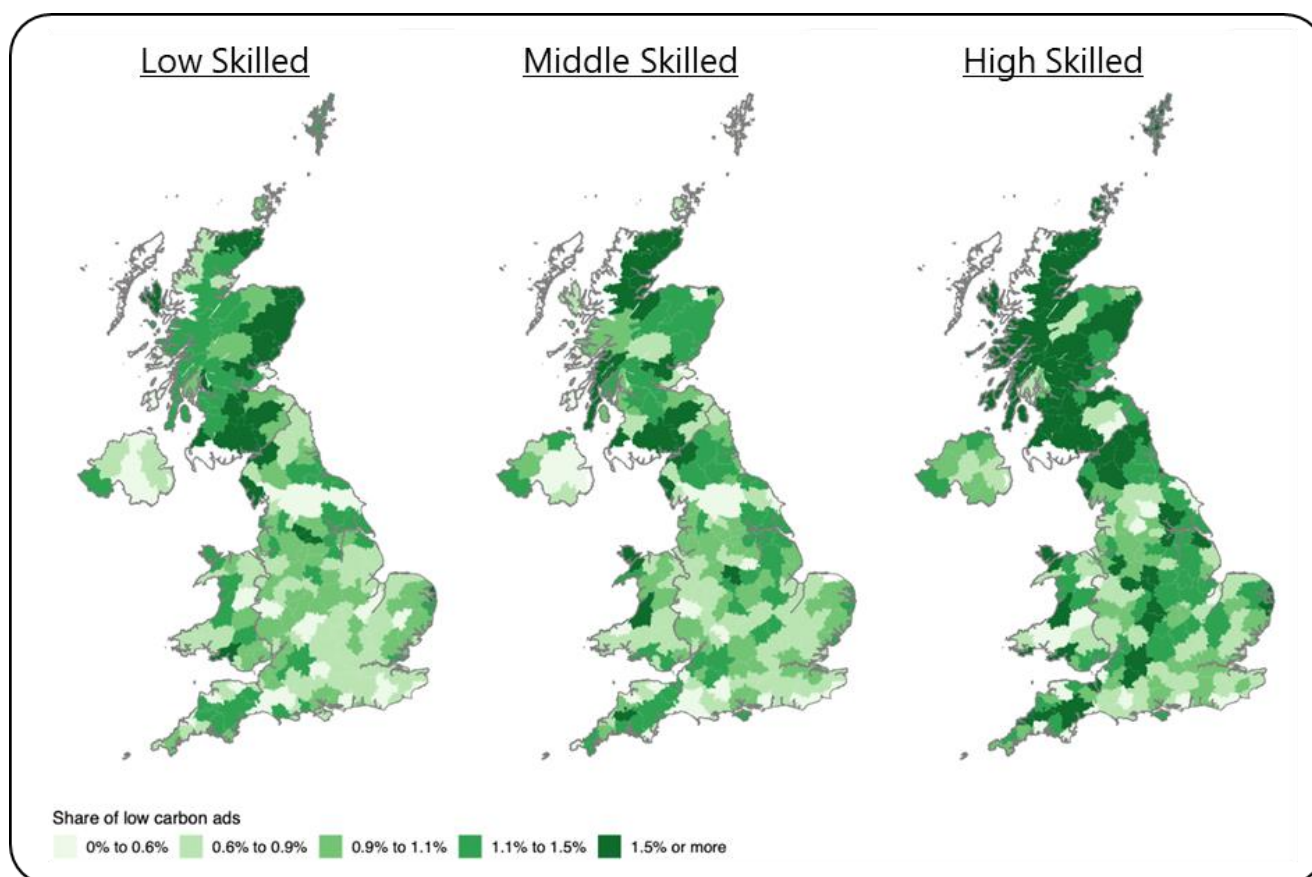 Low Skilled
Middle Skilled
High Skilled
Share of low carbon ads
0% to 0.6%
0.6% to 0.9%
0.9% to 1.1%
1.1% to 1.5%
1.5% or more